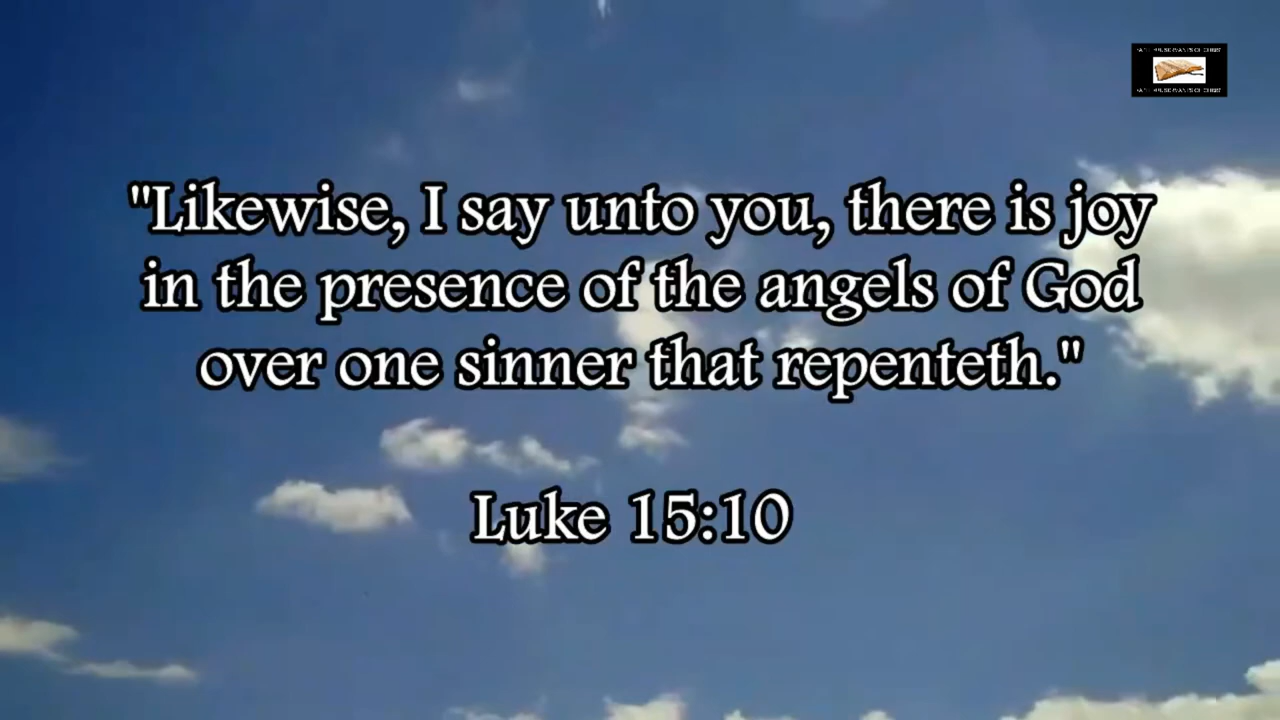 "Likewise, I say unto you, there is joy
in the presence of the angels of God
over one sinner that repenteth."
Luke 15:10